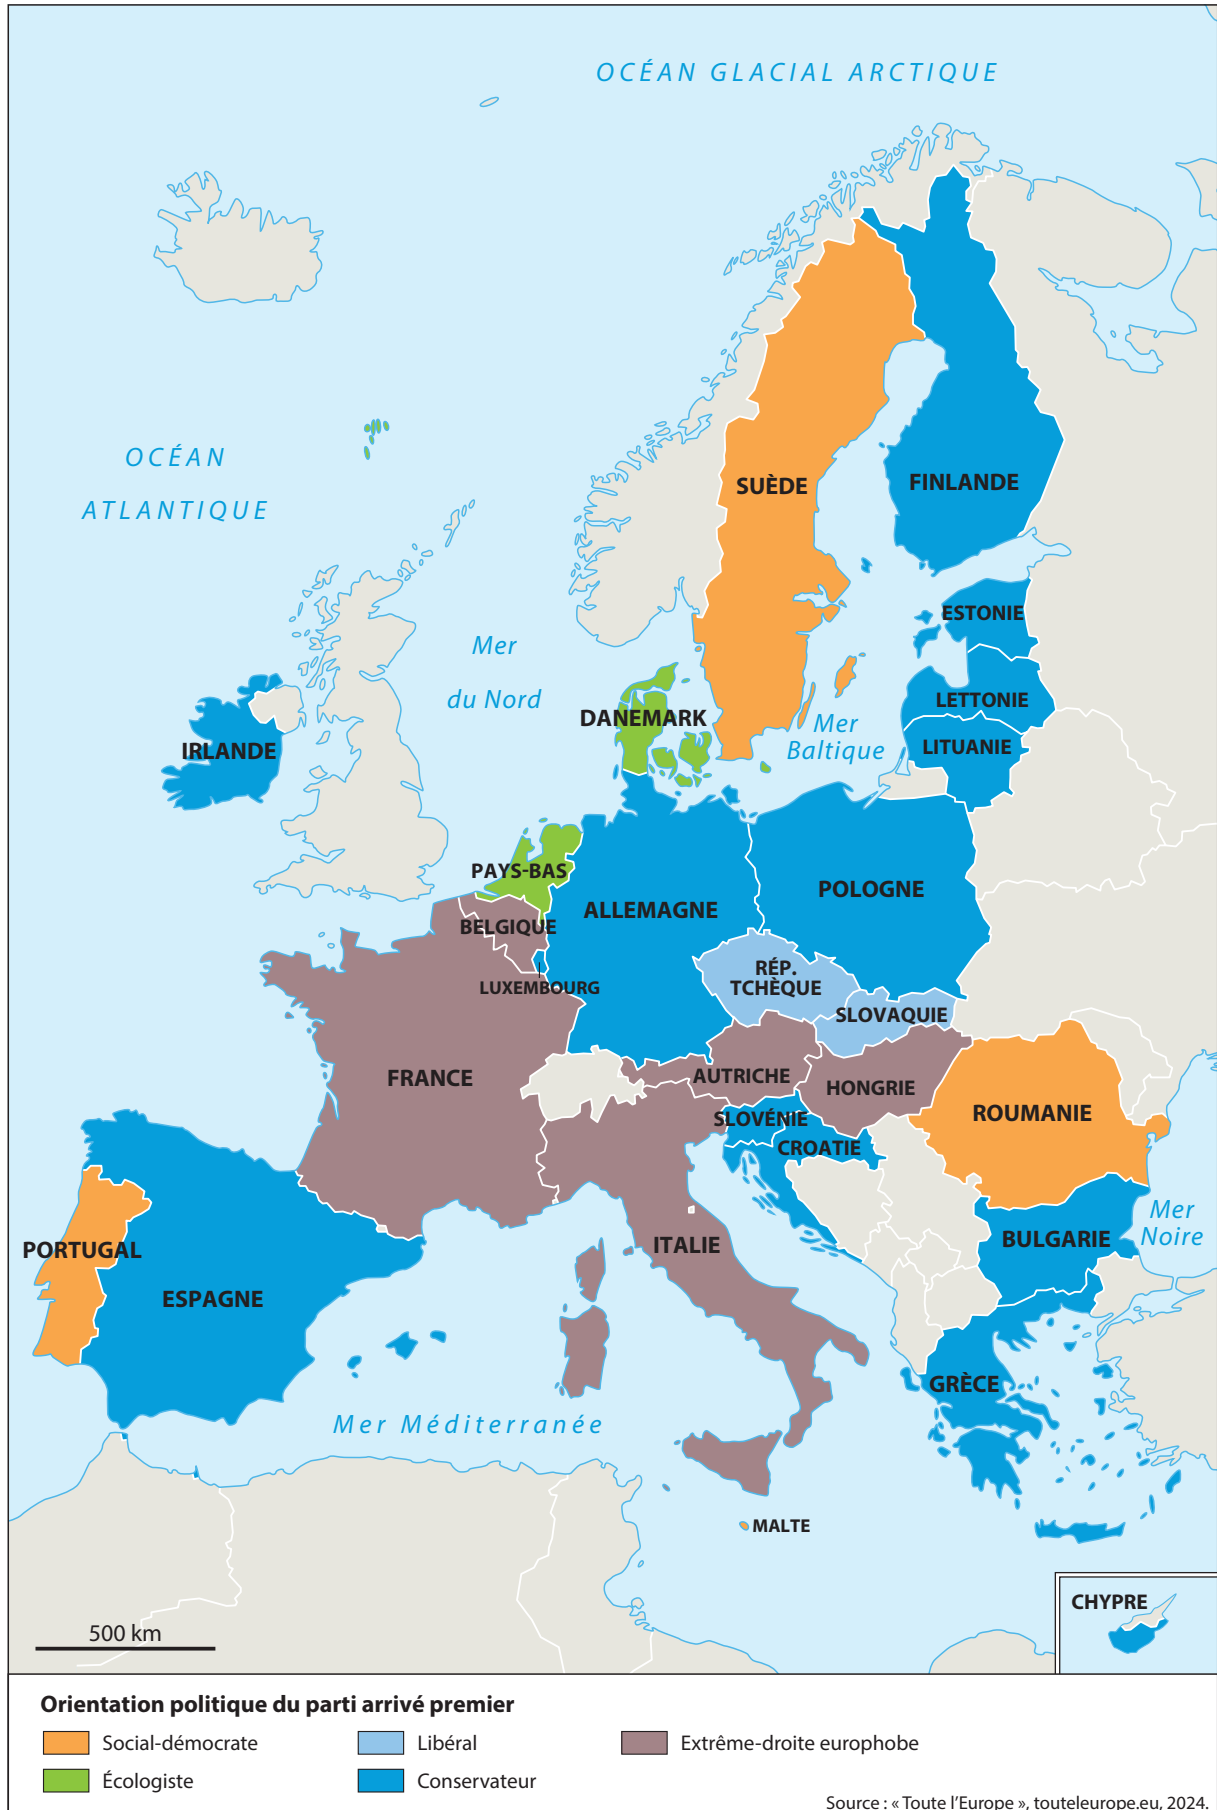 OCÉAN GLACIAL ARCTIQUE
OCÉAN
ATLANTIQUE
SUÈDE
FINLANDE
ESTONIE
Mer
du Nord
LETTONIE
DANEMARK
Mer
Baltique
LITUANIE
IRLANDE
PAYS-BAS
POLOGNE
ALLEMAGNE
BELGIQUE
RÉP.
TCHÈQUE
LUXEMBOURG
SLOVAQUIE
FRANCE
AUTRICHE
HONGRIE
ROUMANIE
SLOVÉNIE
CROATIE
Mer
Noire
PORTUGAL
ITALIE
BULGARIE
ESPAGNE
GRÈCE
Mer Méditerranée
MALTE
CHYPRE
500 km
Orientation politique du parti arrivé premier
Social-démocrate
Libéral
Extrême-droite europhobe
Écologiste
Conservateur
Source : « Toute l'Europe », touteleurope.eu, 2024.